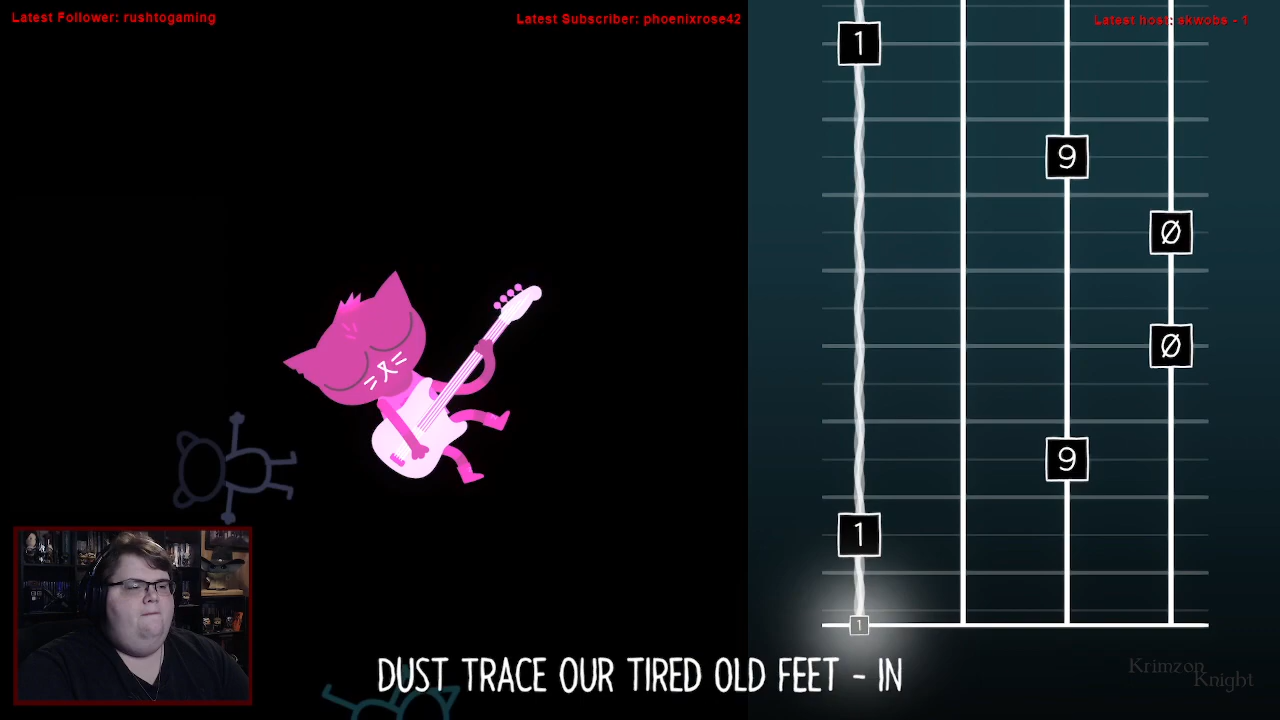 Latest Follower: rushtogaming
Latest Subscriber: phoenixrose42
Latest host: skwobs - 1
1
9
Ø
Ø
9
1
1
DUST TRACE OUR TIRED OLD FEET - IN
Krimzon
Knight